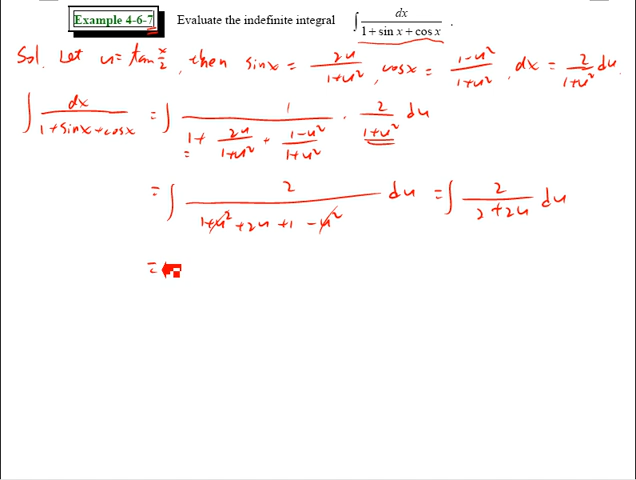 Example 4-6-7 Evaluate the indefinite integral ∫ dx / (1 + sin x + cos x) .
Sol. Let u = tan x/2, then sinx = 2u/(1+u²), cosx = (1-u²)/(1+u²), dx = 2/(1+u²) du.
∫ dx/(1+sinx+cosx) = ∫ 1/(1 + 2u/(1+u²) + (1-u²)/(1+u²)) · 2/(1+u²) du
= ∫ 2/(1+u²+2u+1-u²) du = ∫ 2/(2+2u) du
=